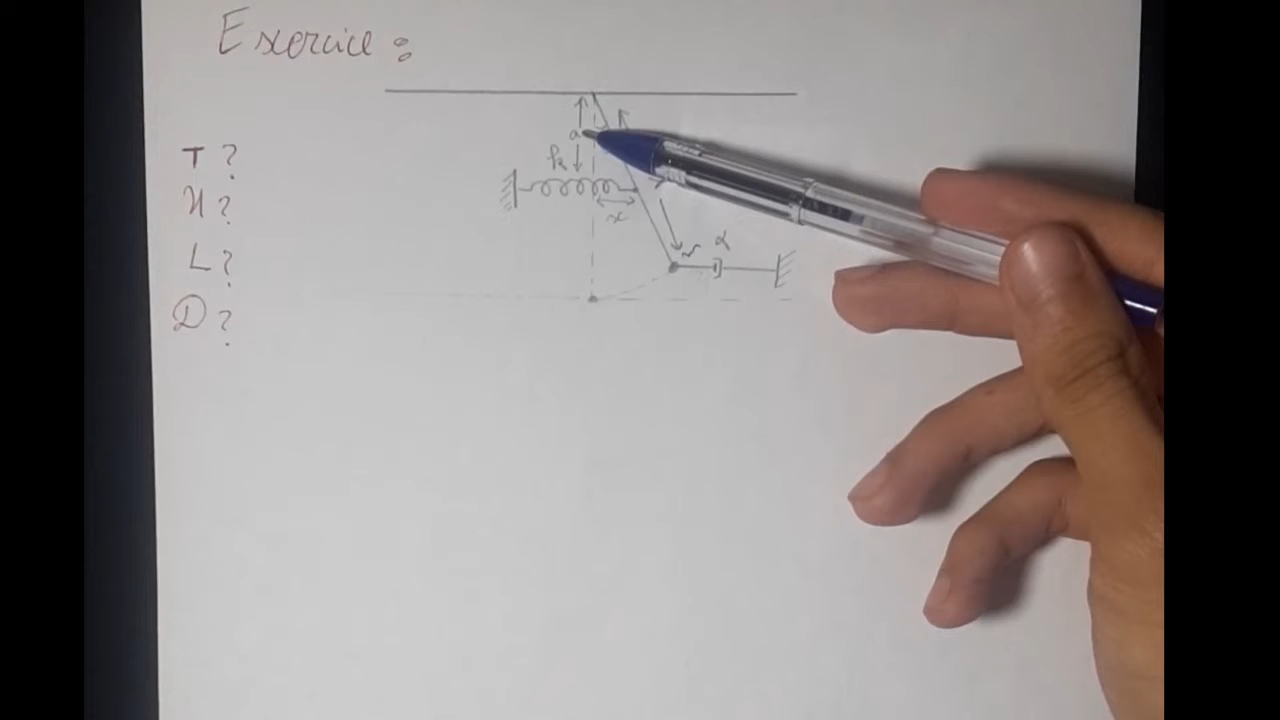 Exercice :
T ?
a
k
U ?
x
α
L ?
D ?